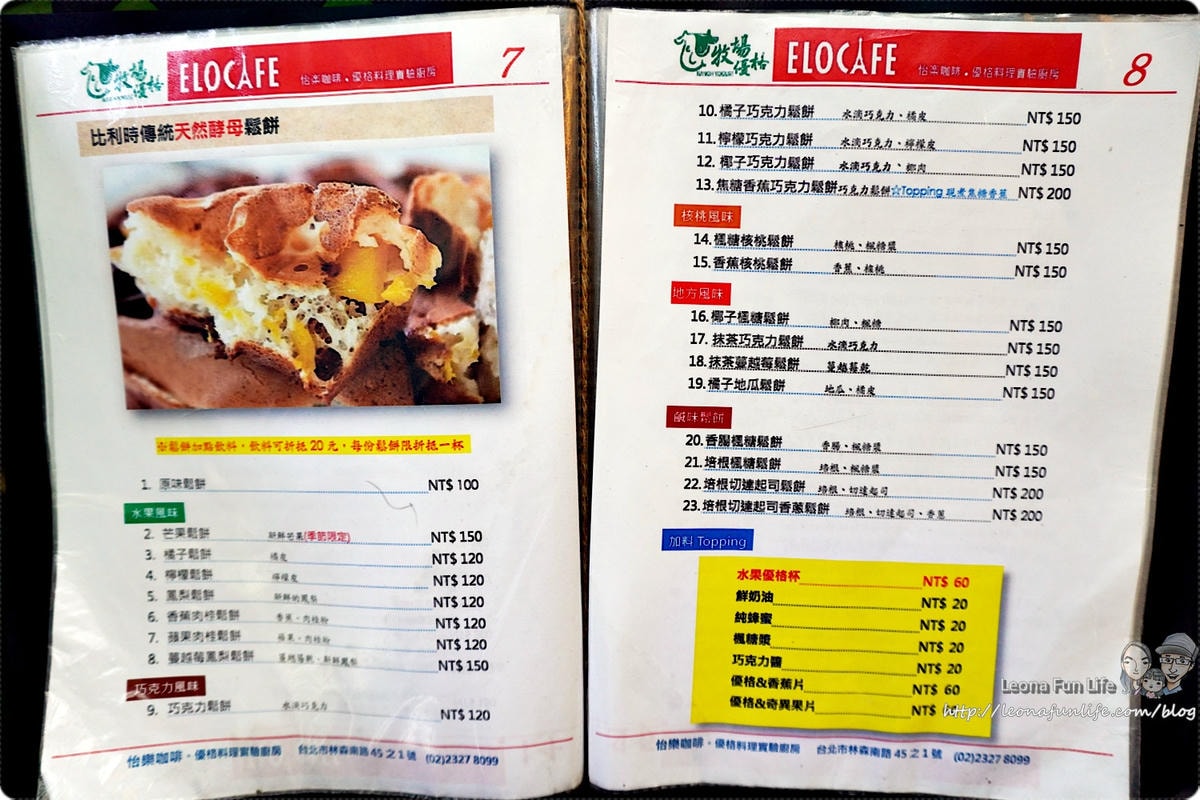 牧場優格
RANCH YOGURT
ELOCAFE 怡楽咖啡.優格料理實驗廚房 7
比利時傳統天然酵母鬆餅
※鬆餅加點飲料，飲料可折抵 20 元，每份鬆餅限折抵一杯
1. 原味鬆餅 NT$ 100
水果風味
2. 芒果鬆餅 新鮮芒果(季節限定) NT$ 150
3. 橘子鬆餅 橘皮 NT$ 120
4. 檸檬鬆餅 檸檬皮 NT$ 120
5. 鳳梨鬆餅 新鮮的鳳梨 NT$ 120
6. 香蕉肉桂鬆餅 香蕉、肉桂粉 NT$ 120
7. 蘋果肉桂鬆餅 蘋果、肉桂粉 NT$ 120
8. 蔓越莓鳳梨鬆餅 蔓越莓乾、新鮮鳳梨 NT$ 150
巧克力風味
9. 巧克力鬆餅 水滴巧克力 NT$ 120
怡樂咖啡。優格料理實驗廚房 台北市林森南路 45 之 1 號 (02)2327 8099
牧場優格
RANCH YOGURT
ELOCAFE 怡楽咖啡.優格料理實驗廚房 8
10. 橘子巧克力鬆餅 水滴巧克力、橘皮 NT$ 150
11. 檸檬巧克力鬆餅 水滴巧克力、檸檬皮 NT$ 150
12. 椰子巧克力鬆餅 水滴巧克力、椰肉 NT$ 150
13. 焦糖香蕉巧克力鬆餅 巧克力鬆餅☆Topping 現煮焦糖香蕉 NT$ 200
核桃風味
14. 楓糖核桃鬆餅 核桃、楓糖漿 NT$ 150
15. 香蕉核桃鬆餅 香蕉、核桃 NT$ 150
地方風味
16. 椰子楓糖鬆餅 椰肉、楓糖 NT$ 150
17. 抹茶巧克力鬆餅 水滴巧克力 NT$ 150
18. 抹茶蔓越莓鬆餅 蔓越莓乾 NT$ 150
19. 橘子地瓜鬆餅 地瓜、橘皮 NT$ 150
鹹味鬆餅
20. 香腸楓糖鬆餅 香腸、楓糖漿 NT$ 150
21. 培根楓糖鬆餅 培根、楓糖漿 NT$ 150
22. 培根切達起司鬆餅 培根、切達起司 NT$ 200
23. 培根切達起司香蔥鬆餅 培根、切達起司、香蔥 NT$ 200
加料 Topping
水果優格杯 NT$ 60
鮮奶油 NT$ 20
純蜂蜜 NT$ 20
楓糖漿 NT$ 20
巧克力醬 NT$ 20
優格&香蕉片 NT$ 60
優格&奇異果片 NT$
怡樂咖啡。優格料理實驗廚房 台北市林森南路 45 之 1 號 (02)2327 8099
Leona Fun Life
http://leonafunlife.com/blog